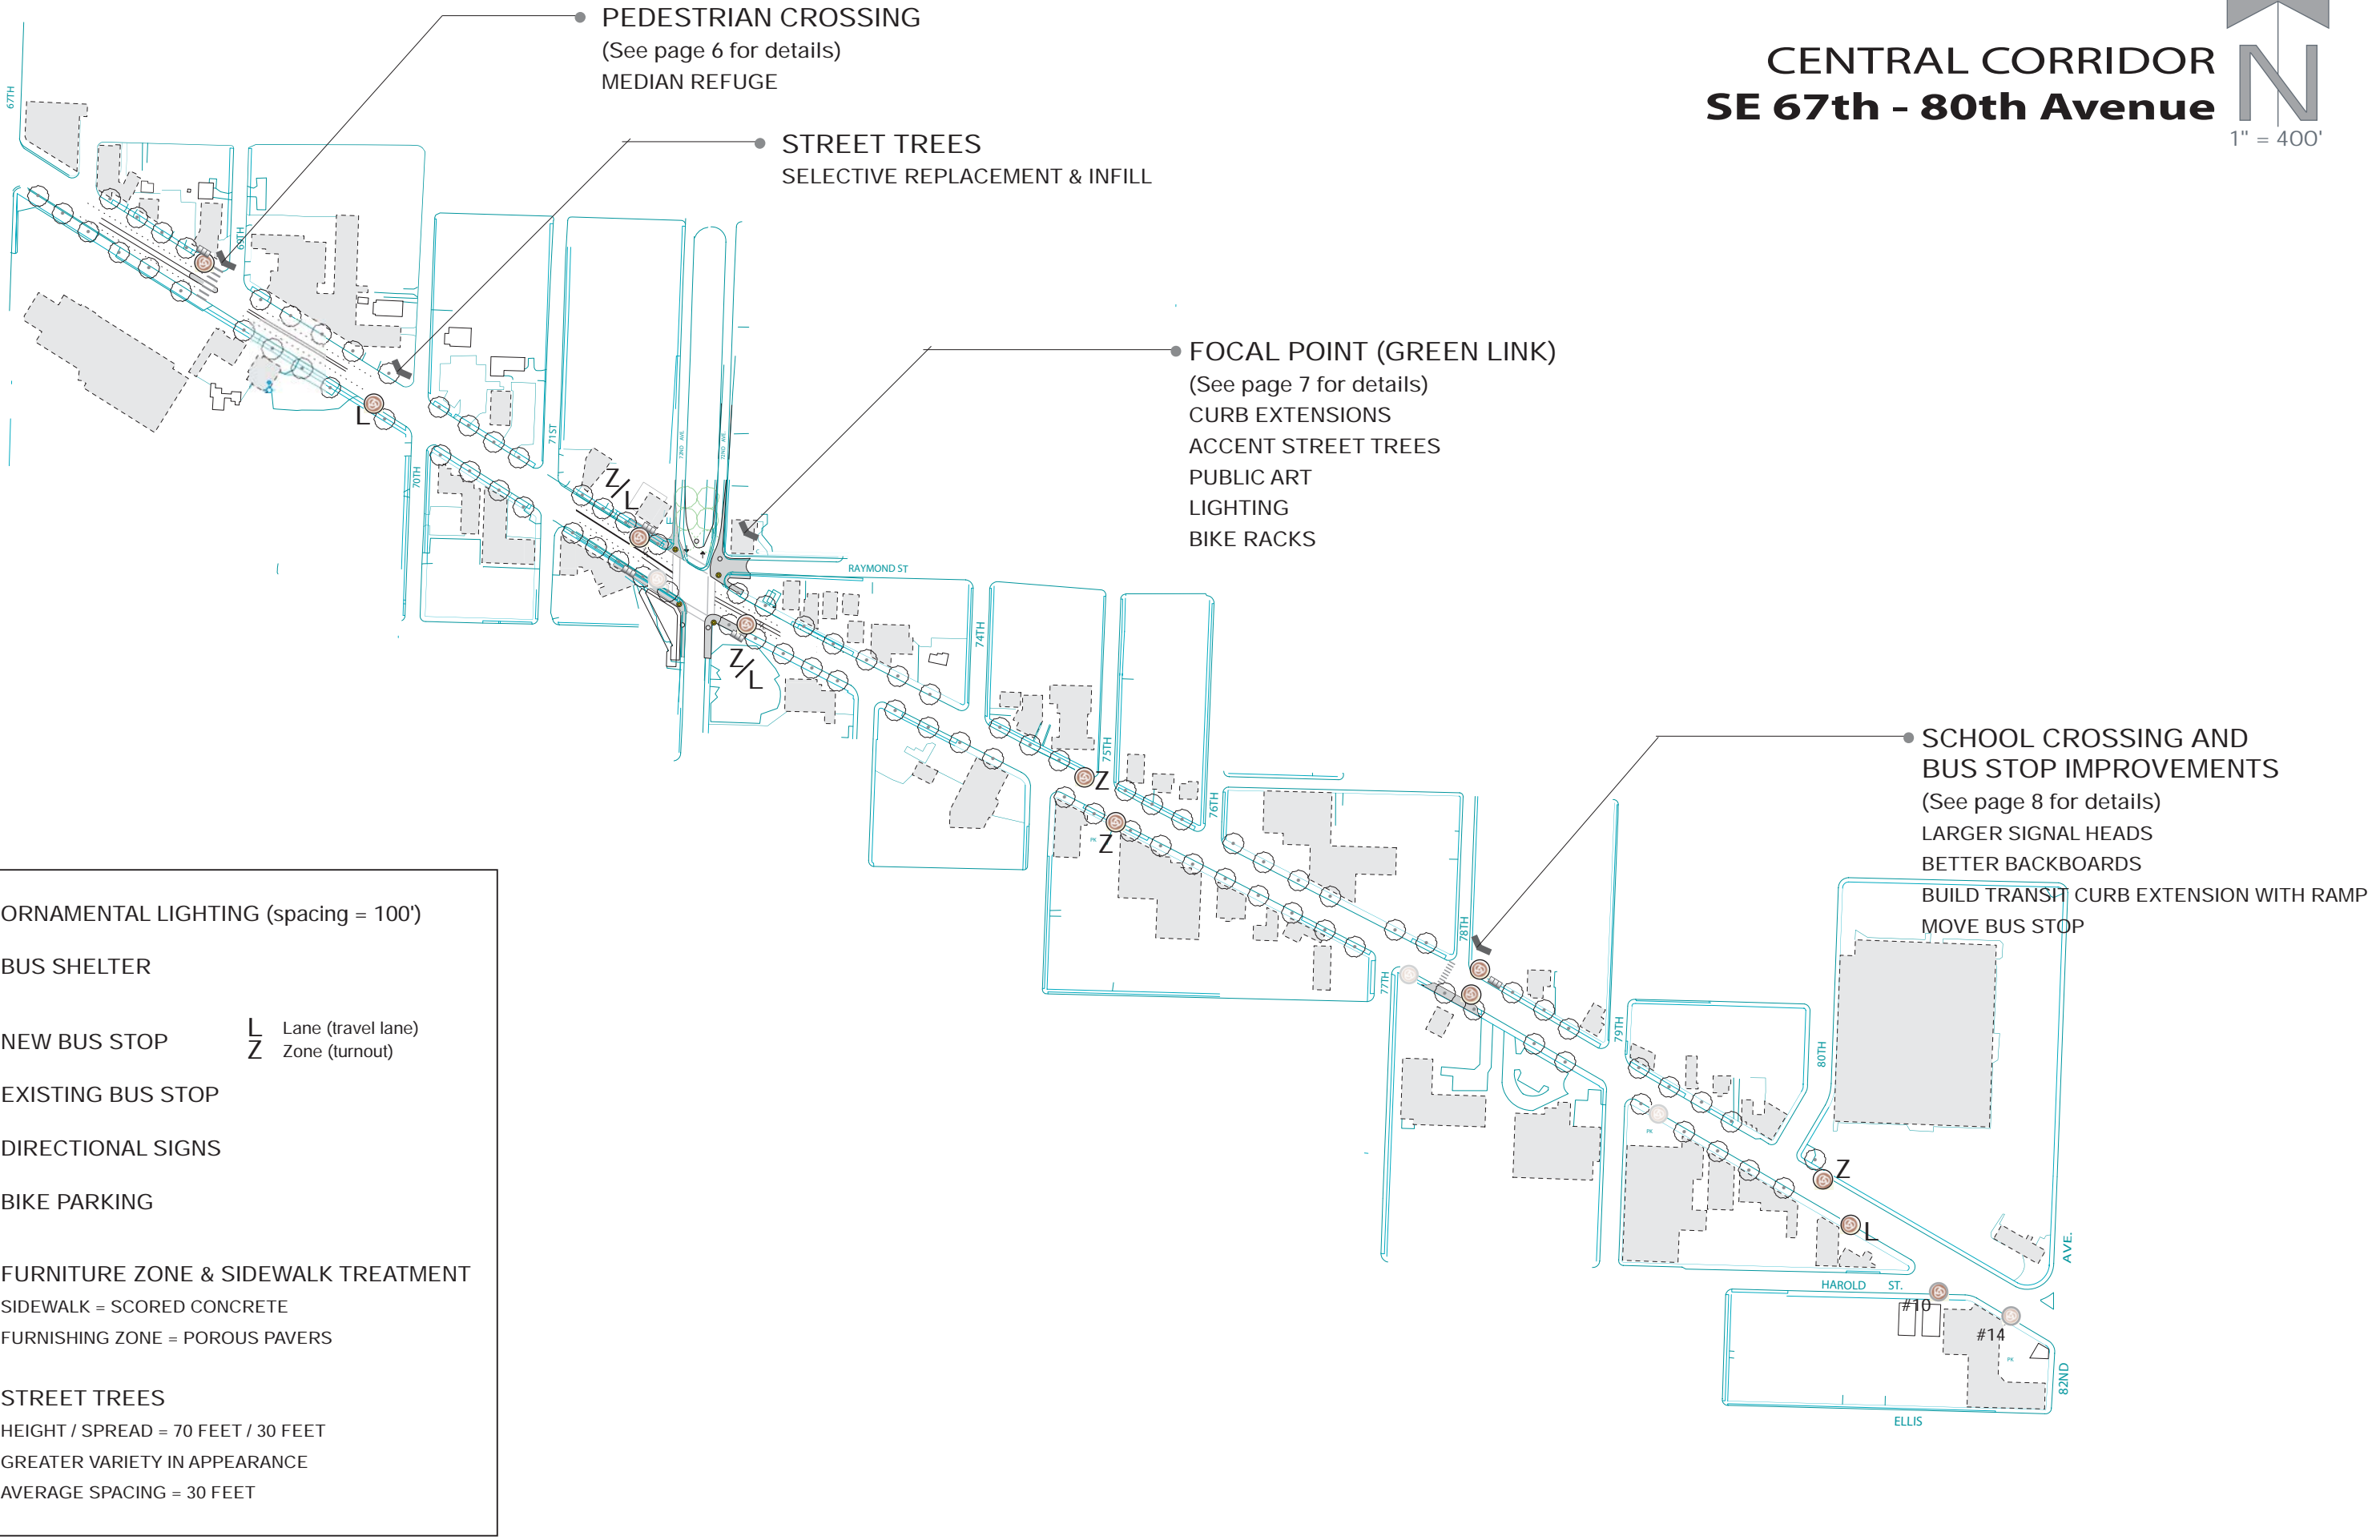 PEDESTRIAN CROSSING
(See page 6 for details)
MEDIAN REFUGE
STREET TREES
SELECTIVE REPLACEMENT & INFILL
CENTRAL CORRIDOR
SE 67th - 80th Avenue
N
1" = 400'
FOCAL POINT (GREEN LINK)
(See page 7 for details)
CURB EXTENSIONS
ACCENT STREET TREES
PUBLIC ART
LIGHTING
BIKE RACKS
SCHOOL CROSSING AND
BUS STOP IMPROVEMENTS
(See page 8 for details)
LARGER SIGNAL HEADS
BETTER BACKBOARDS
BUILD TRANSIT CURB EXTENSION WITH RAMP
MOVE BUS STOP
67TH
69TH
L
70TH
71ST
Z/L
72ND AVE.
RAYMOND ST
Z/L
74TH
75TH
Z
Z
PK
76TH
77TH
78TH
79TH
PK
80TH
Z
L
HAROLD ST.
#10
#14
PK
AVE.
82ND
ELLIS
ORNAMENTAL LIGHTING (spacing = 100')
BUS SHELTER
NEW BUS STOP
L Lane (travel lane)
Z Zone (turnout)
EXISTING BUS STOP
DIRECTIONAL SIGNS
BIKE PARKING
FURNITURE ZONE & SIDEWALK TREATMENT
SIDEWALK = SCORED CONCRETE
FURNISHING ZONE = POROUS PAVERS
STREET TREES
HEIGHT / SPREAD = 70 FEET / 30 FEET
GREATER VARIETY IN APPEARANCE
AVERAGE SPACING = 30 FEET